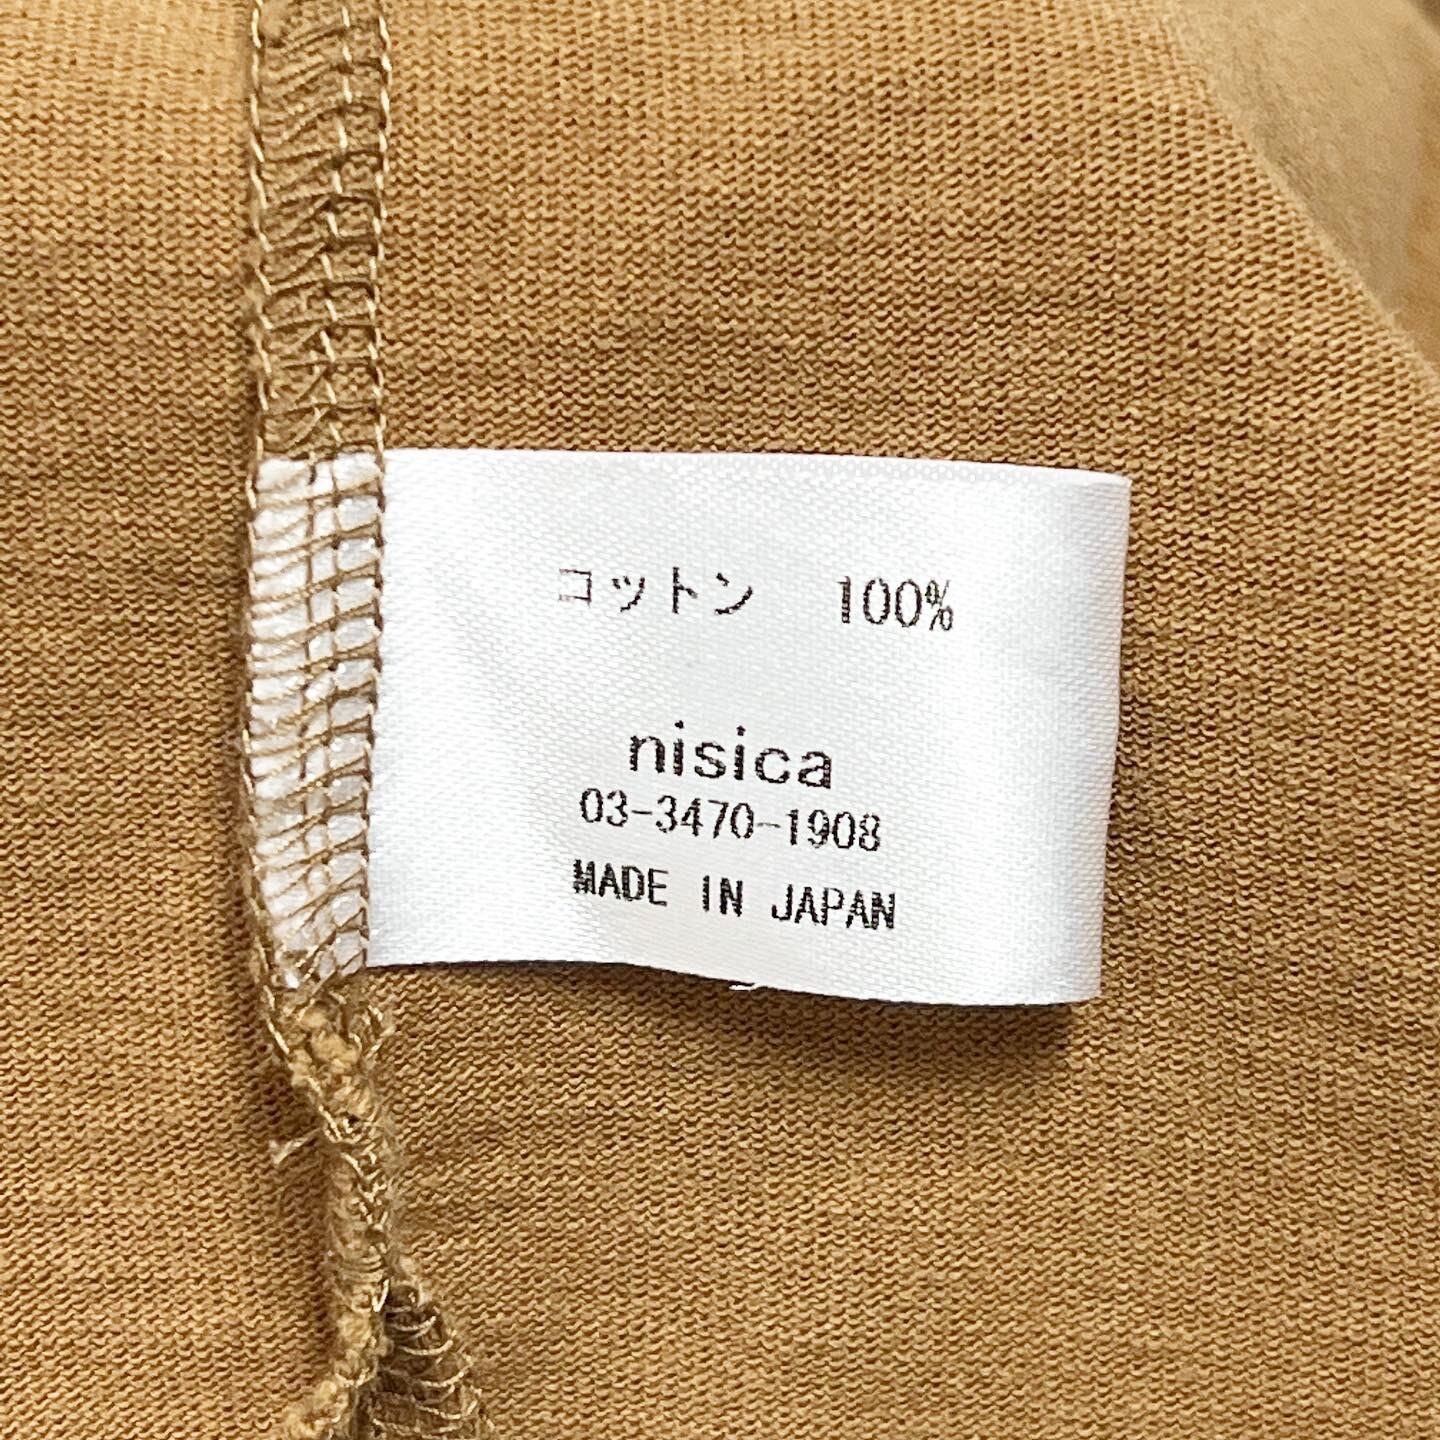 コットン　100%
nisica
03-3470-1908
MADE IN JAPAN